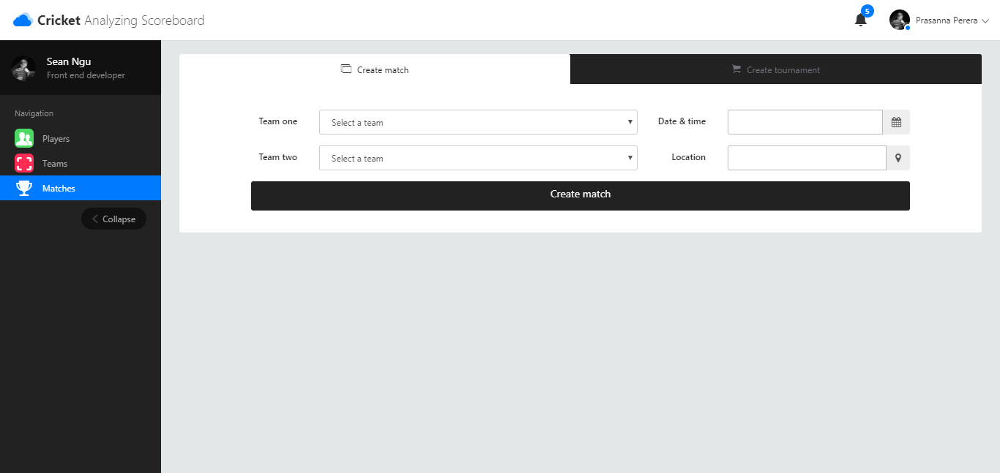 Cricket Analyzing Scoreboard
5
Prasanna Perera
Sean Ngu
Front end developer
Navigation
Players
Teams
Matches
Collapse
Create match
Create tournament
Team one
Select a team
Date & time
Team two
Select a team
Location
Create match